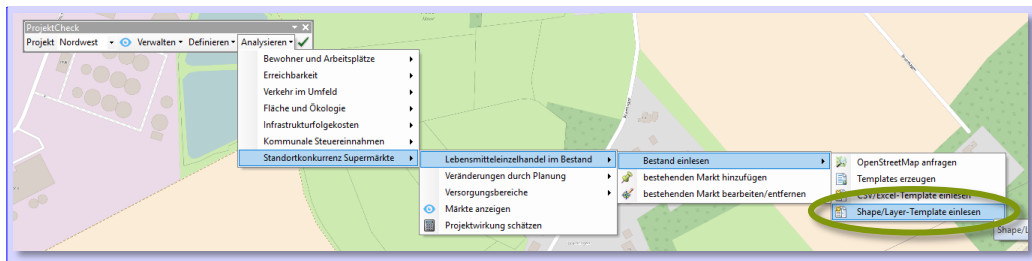 ProjektCheck
Projekt Nordwest Verwalten Definieren Analysieren
Bewohner und Arbeitsplätze
Erreichbarkeit
Verkehr im Umfeld
Fläche und Ökologie
Infrastrukturfolgekosten
Kommunale Steuereinnahmen
Standortkonkurrenz Supermärkte
Lebensmitteleinzelhandel im Bestand
Veränderungen durch Planung
Versorgungsbereiche
Märkte anzeigen
Projektwirkung schätzen
Bestand einlesen
bestehenden Markt hinzufügen
bestehenden Markt bearbeiten/entfernen
OpenStreetMap anfragen
Templates erzeugen
CSV/Excel-Template einlesen
Shape/Layer-Template einlesen
Shape/L